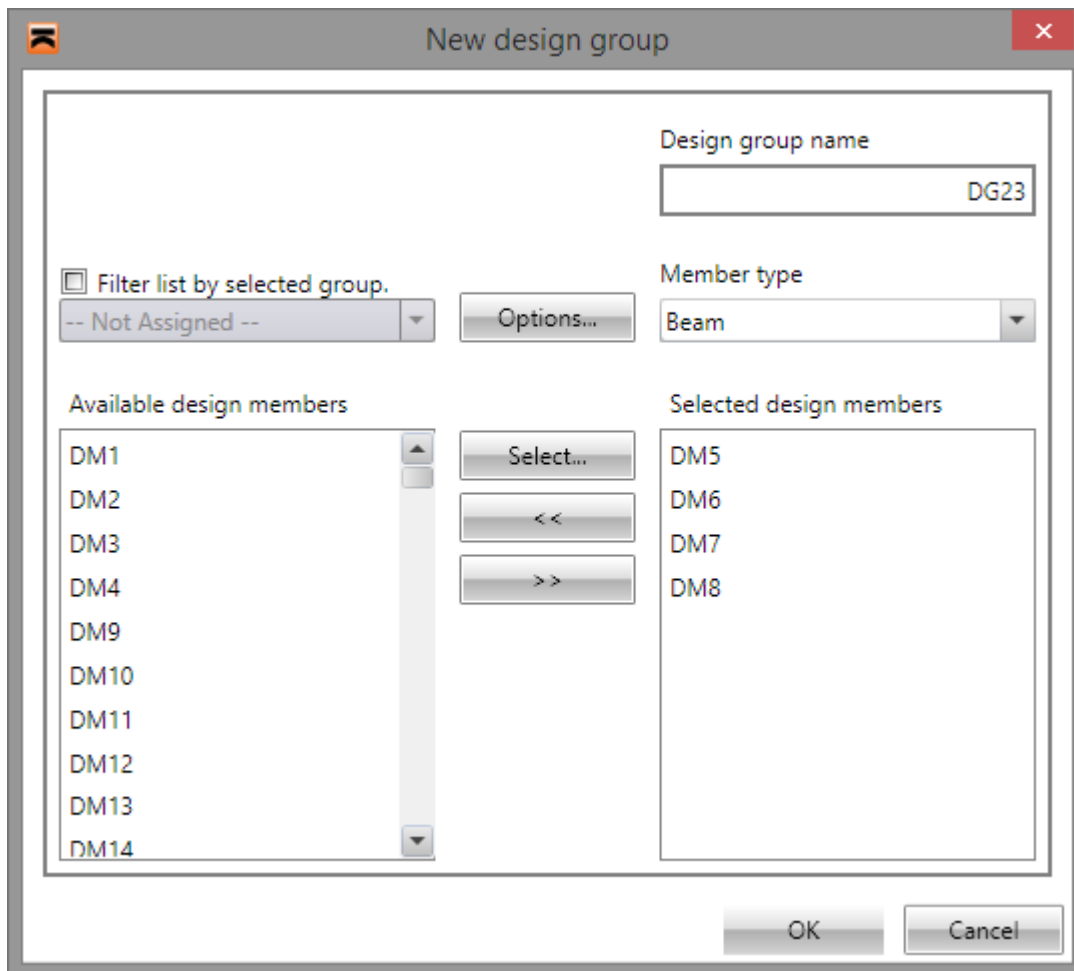 New design group
Design group name
DG23
Filter list by selected group.
Member type
-- Not Assigned --
Options...
Beam
Available design members
Selected design members
DM1
Select...
DM5
DM2
DM6
<<
DM3
DM7
>>
DM4
DM8
DM9
DM10
DM11
DM12
DM13
DM14
OK
Cancel